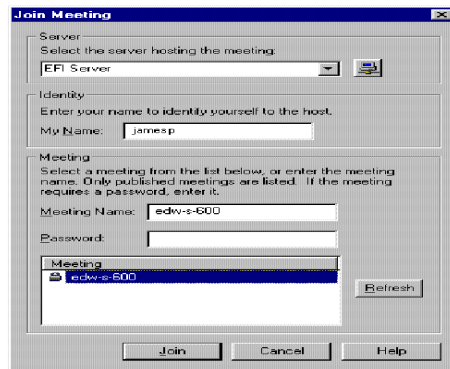 Join Meeting
Server
Select the server hosting the meeting:
EFI Server
Identity
Enter your name to identify yourself to the host.
My Name: jamesp
Meeting
Select a meeting from the list below, or enter the meeting
name. Only published meetings are listed. If the meeting
requires a password, enter it.
Meeting Name: edw-s-600
Password:
Meeting
edw-s-600
Refresh
Join Cancel Help